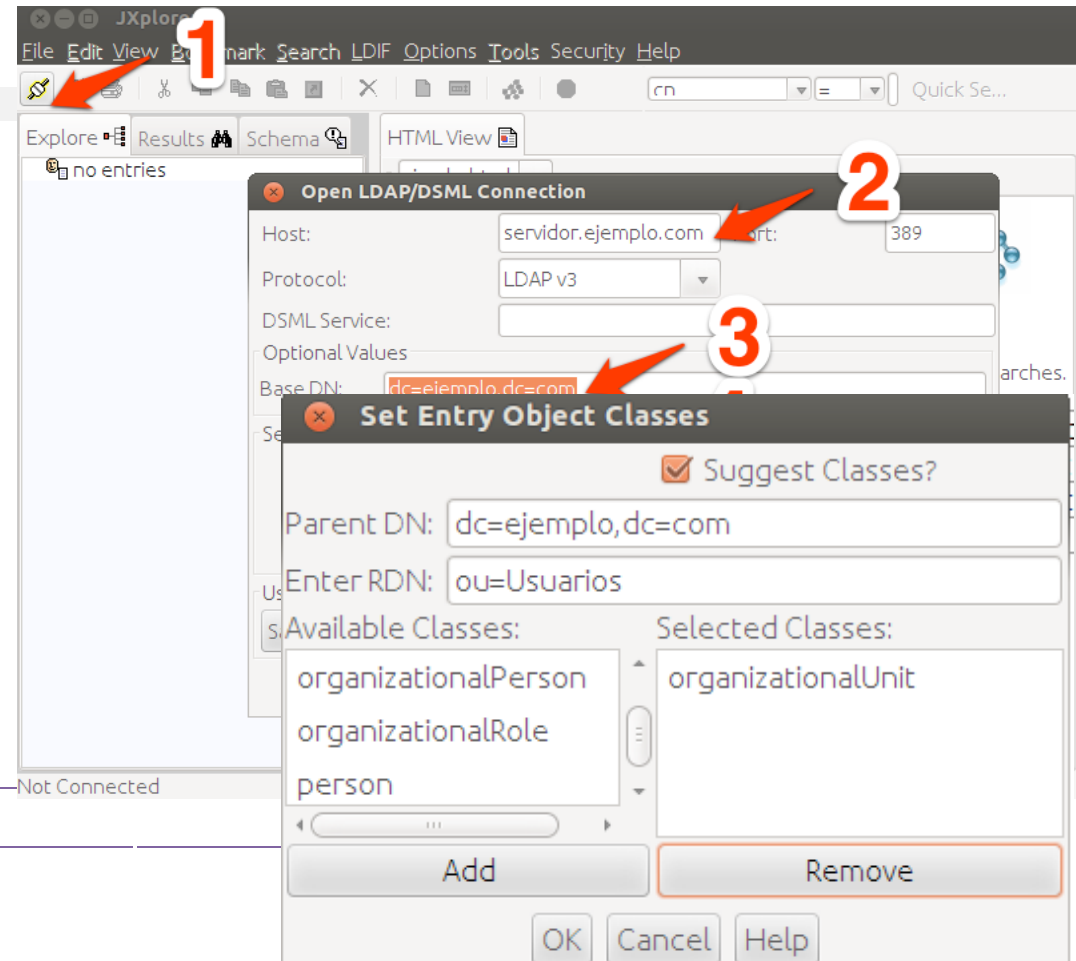 JXplore
File Edit View B mark Search LDIF Options Tools Security Help
1
cn = Quick Se...
Explore Results Schema HTML View
no entries
Open LDAP/DSML Connection
2
Host: servidor.ejemplo.com rt: 389
Protocol: LDAP v3
DSML Service:
3
Optional Values
arches.
Base DN: dc=ejemplo,dc=com
Set Entry Object Classes
Se
Suggest Classes?
Parent DN: dc=ejemplo,dc=com
Enter RDN: ou=Usuarios
Us
Available Classes: Selected Classes:
organizationalPerson organizationalUnit
organizationalRole
person
Not Connected
Add Remove
OK Cancel Help